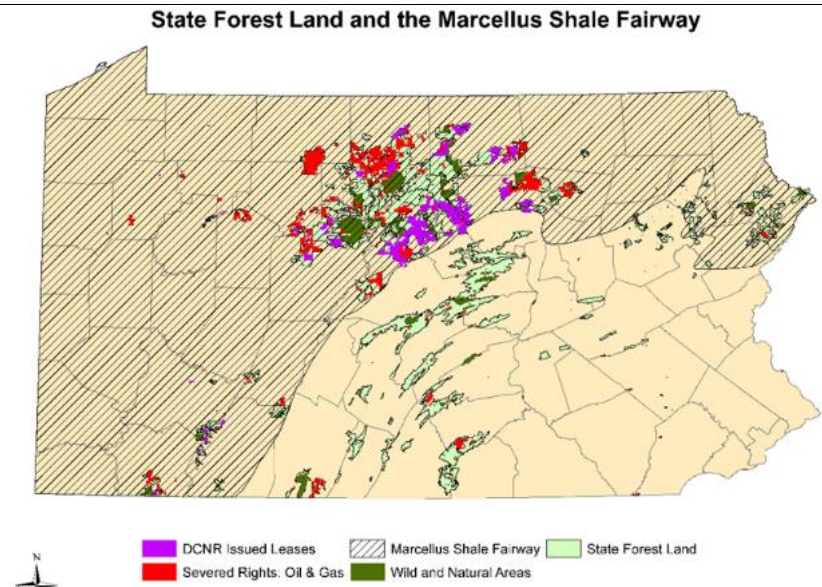 State Forest Land and the Marcellus Shale Fairway
DCNR Issued Leases
Marcellus Shale Fairway
State Forest Land
Severed Rights: Oil & Gas
Wild and Natural Areas
N